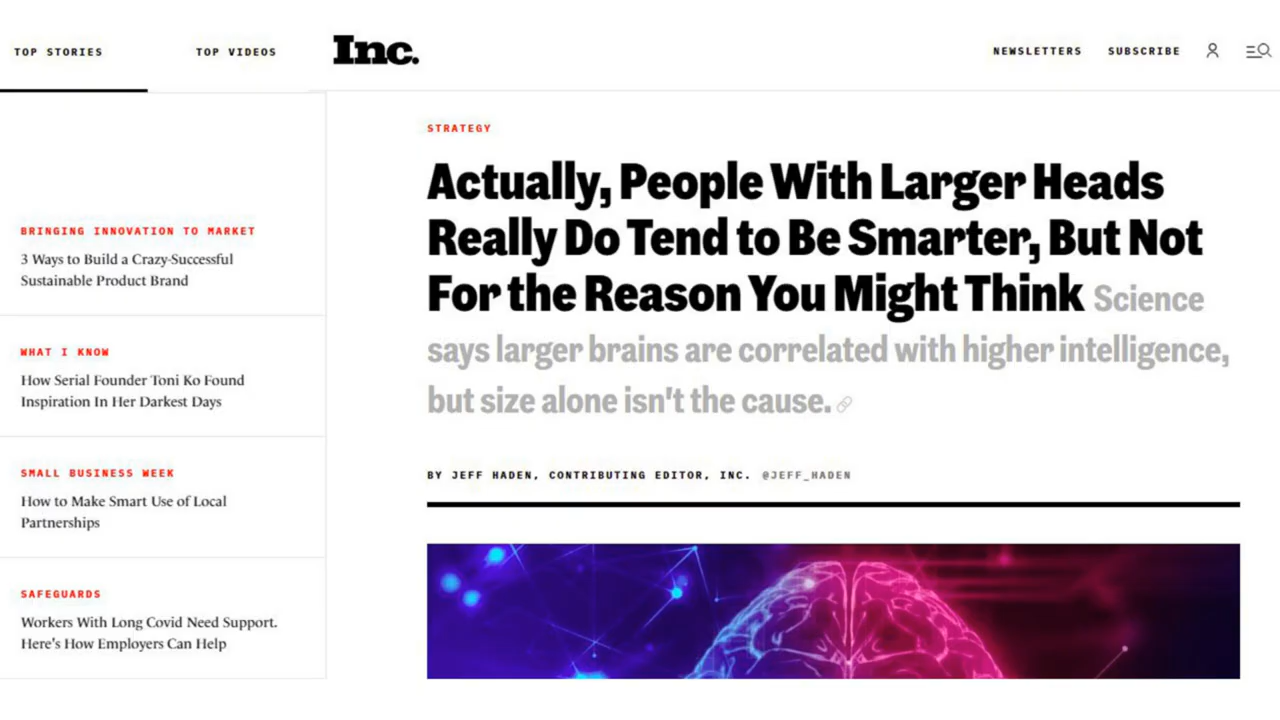 TOP STORIES
TOP VIDEOS
Inc.
NEWSLETTERS
SUBSCRIBE
BRINGING INNOVATION TO MARKET
3 Ways to Build a Crazy-Successful
Sustainable Product Brand
WHAT I KNOW
How Serial Founder Toni Ko Found
Inspiration In Her Darkest Days
SMALL BUSINESS WEEK
How to Make Smart Use of Local
Partnerships
SAFEGUARDS
Workers With Long Covid Need Support.
Here's How Employers Can Help
STRATEGY
Actually, People With Larger Heads
Really Do Tend to Be Smarter, But Not
For the Reason You Might Think Science
says larger brains are correlated with higher intelligence,
but size alone isn't the cause.
BY JEFF HADEN, CONTRIBUTING EDITOR, INC. @JEFF_HADEN